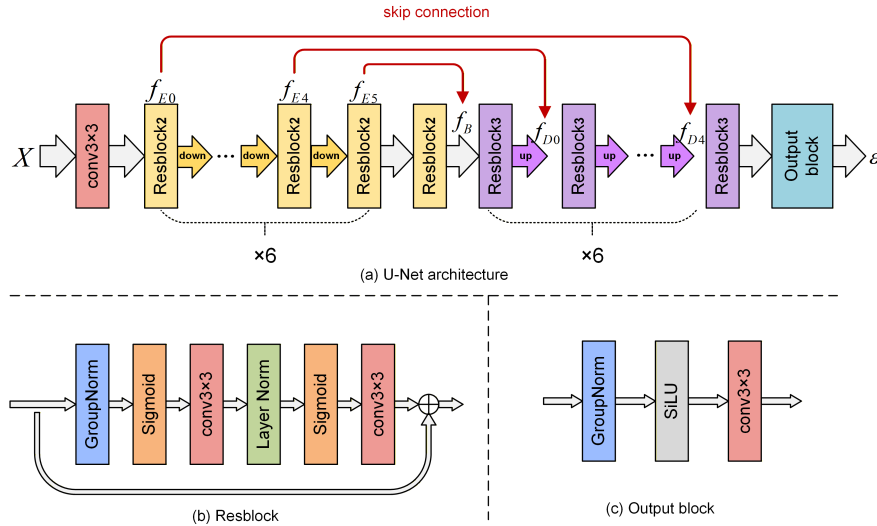 skip connection
f_E0 f_E4 f_E5 f_B f_D0 f_D4
X conv3×3 Resblock2 down ··· down Resblock2 down Resblock2 Resblock2 Resblock3 up Resblock3 up ··· up Resblock3 Output block ε
×6 ×6
(a) U-Net architecture
GroupNorm Sigmoid conv3×3 Layer Norm Sigmoid conv3×3
(b) Resblock
GroupNorm SiLU conv3×3
(c) Output block